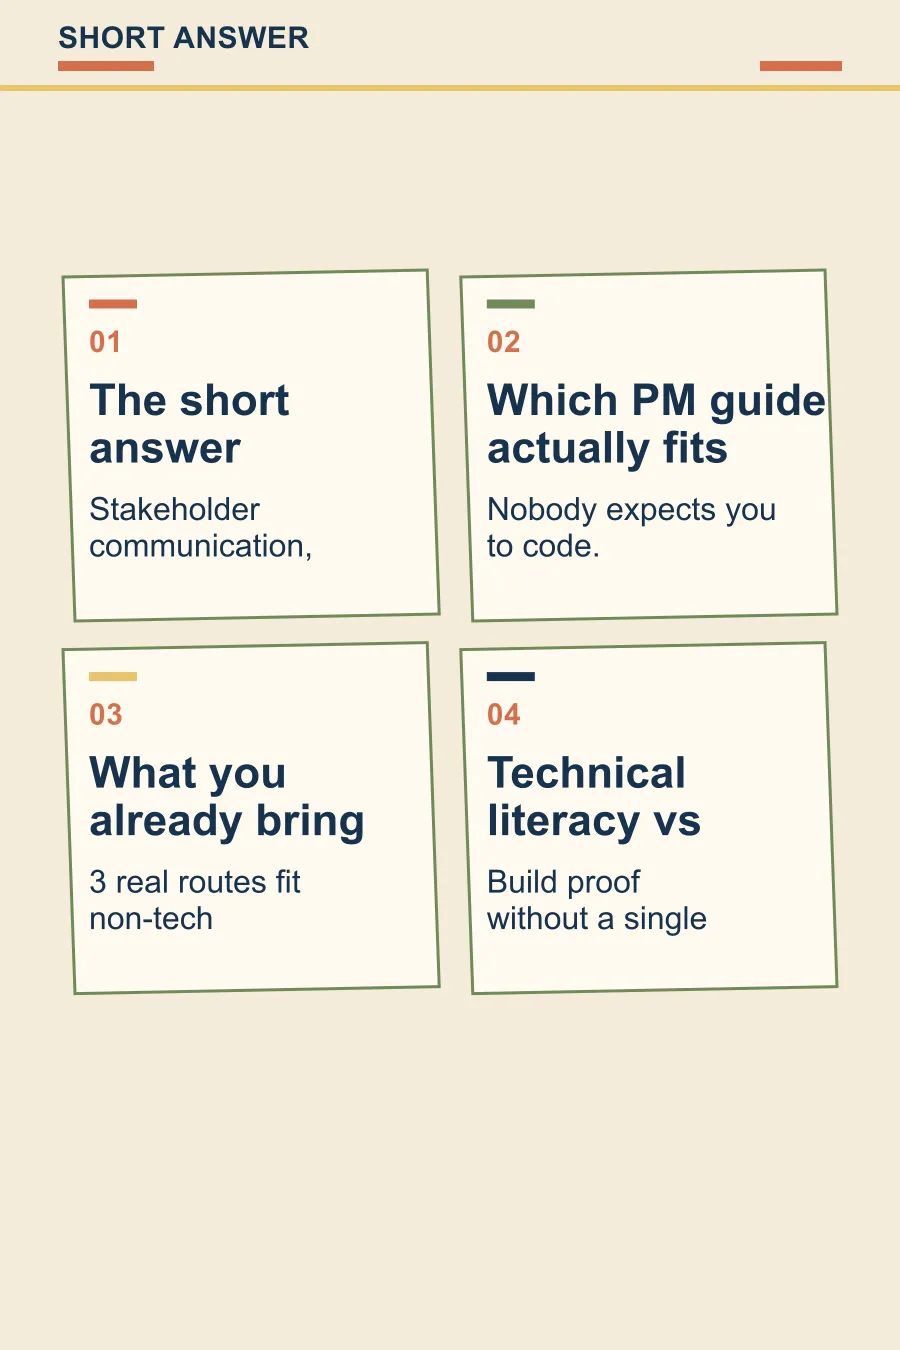 SHORT ANSWER
01
The short
answer
Stakeholder
communication,
02
Which PM guide
actually fits
Nobody expects you
to code.
03
What you
already bring
3 real routes fit
non-tech
04
Technical
literacy vs
Build proof
without a single